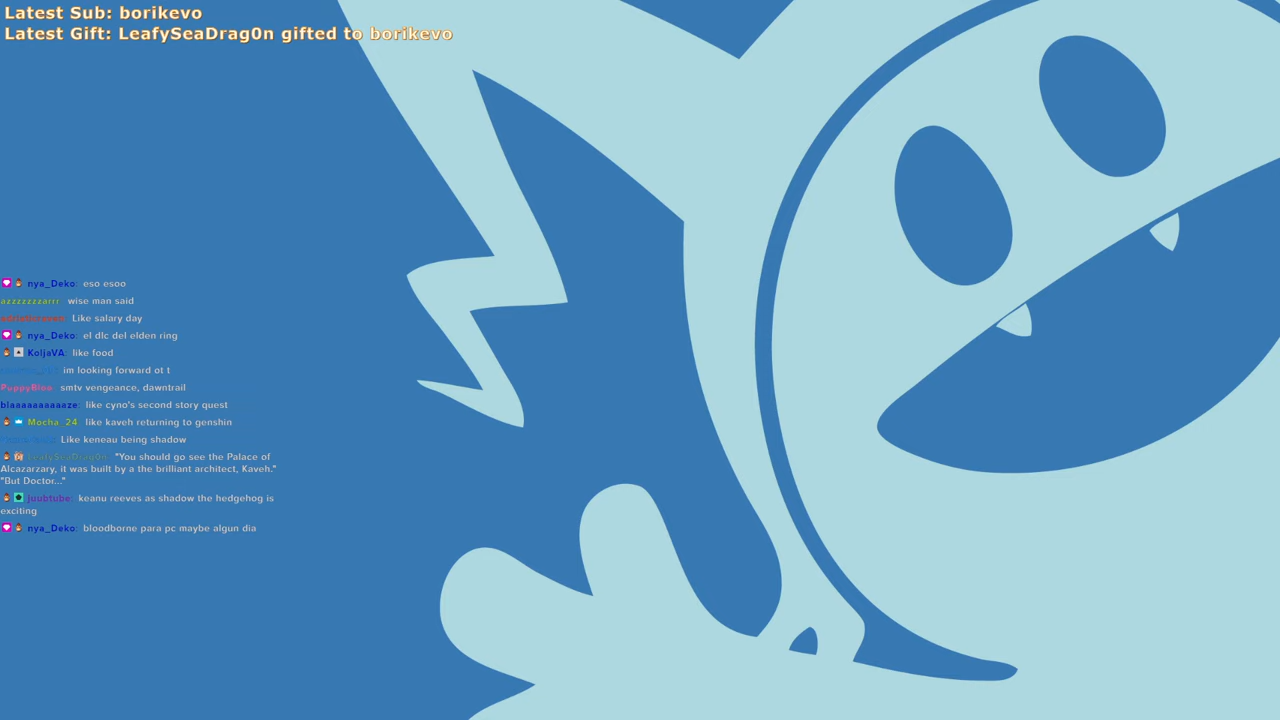 Latest Sub: borikevo
Latest Gift: LeafySeaDrag0n gifted to borikevo
nya_Deko: eso esoo
azzzzzzzarrr wise man said
Like salary day
nya_Deko: el dlc del elden ring
KoljaVA: like food
im looking forward ot t
smtv vengeance, dawntrail
blaaaaaaaaaaze: like cyno's second story quest
Mocha_24 like kaveh returning to genshin
Like keneau being shadow
LeafySeaDrag0n: "You should go see the Palace of
Alcazarzary, it was built by a the brilliant architect, Kaveh."
"But Doctor..."
juubtube: keanu reeves as shadow the hedgehog is
exciting
nya_Deko: bloodborne para pc maybe algun dia